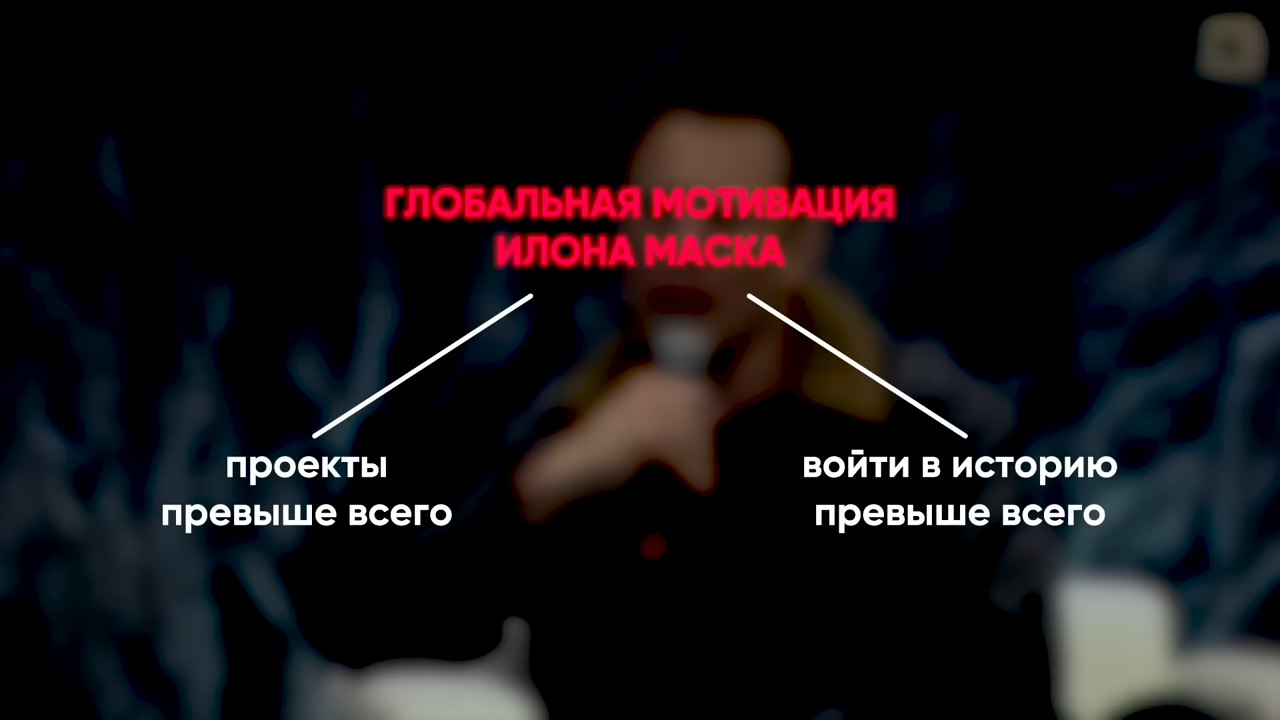 ГЛОБАЛЬНАЯ МОТИВАЦИЯ
ИЛОНА МАСКА
проекты
превыше всего
войти в историю
превыше всего